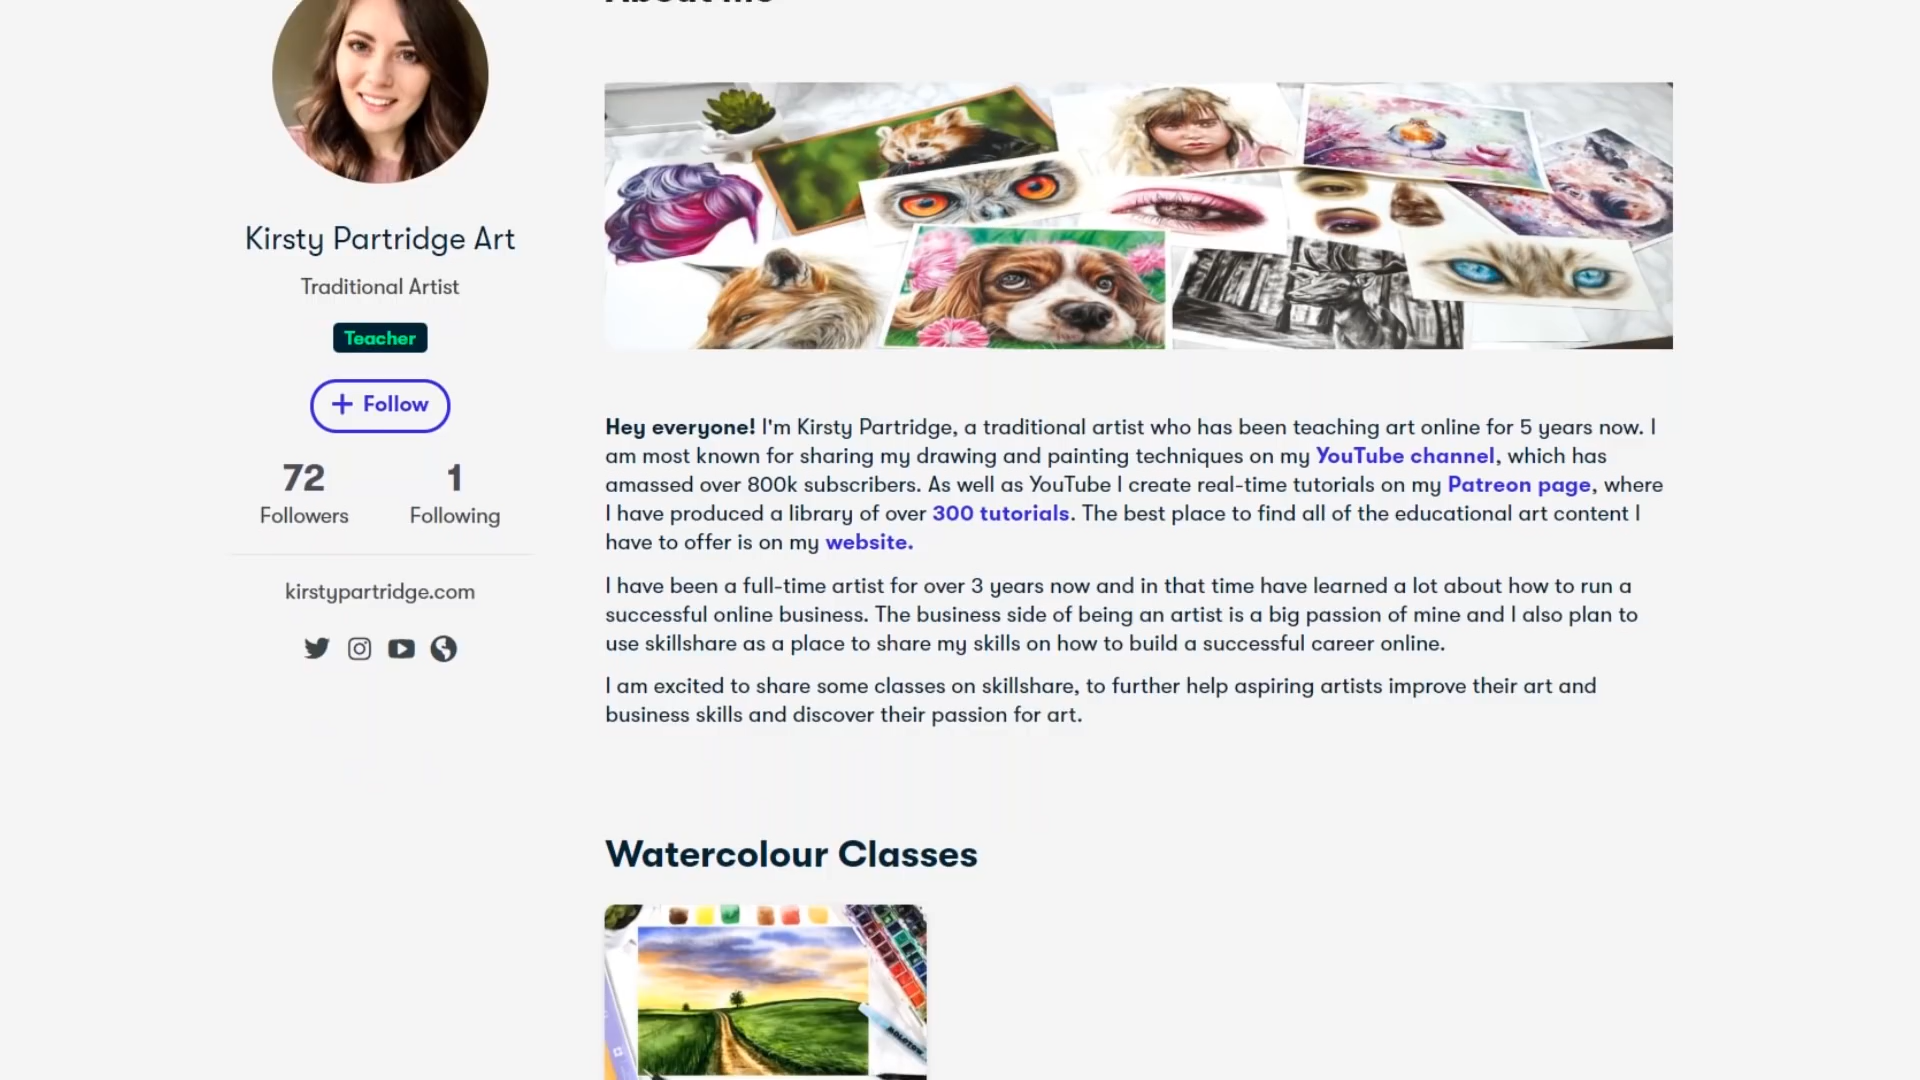 About me
Kirsty Partridge Art
Traditional Artist
Teacher
+ Follow
72
Followers
1
Following
kirstypartridge.com
Hey everyone! I'm Kirsty Partridge, a traditional artist who has been teaching art online for 5 years now. I
am most known for sharing my drawing and painting techniques on my YouTube channel, which has
amassed over 800k subscribers. As well as YouTube I create real-time tutorials on my Patreon page, where
I have produced a library of over 300 tutorials. The best place to find all of the educational art content I
have to offer is on my website.
I have been a full-time artist for over 3 years now and in that time have learned a lot about how to run a
successful online business. The business side of being an artist is a big passion of mine and I also plan to
use skillshare as a place to share my skills on how to build a successful career online.
I am excited to share some classes on skillshare, to further help aspiring artists improve their art and
business skills and discover their passion for art.
Watercolour Classes
MOLOTOW